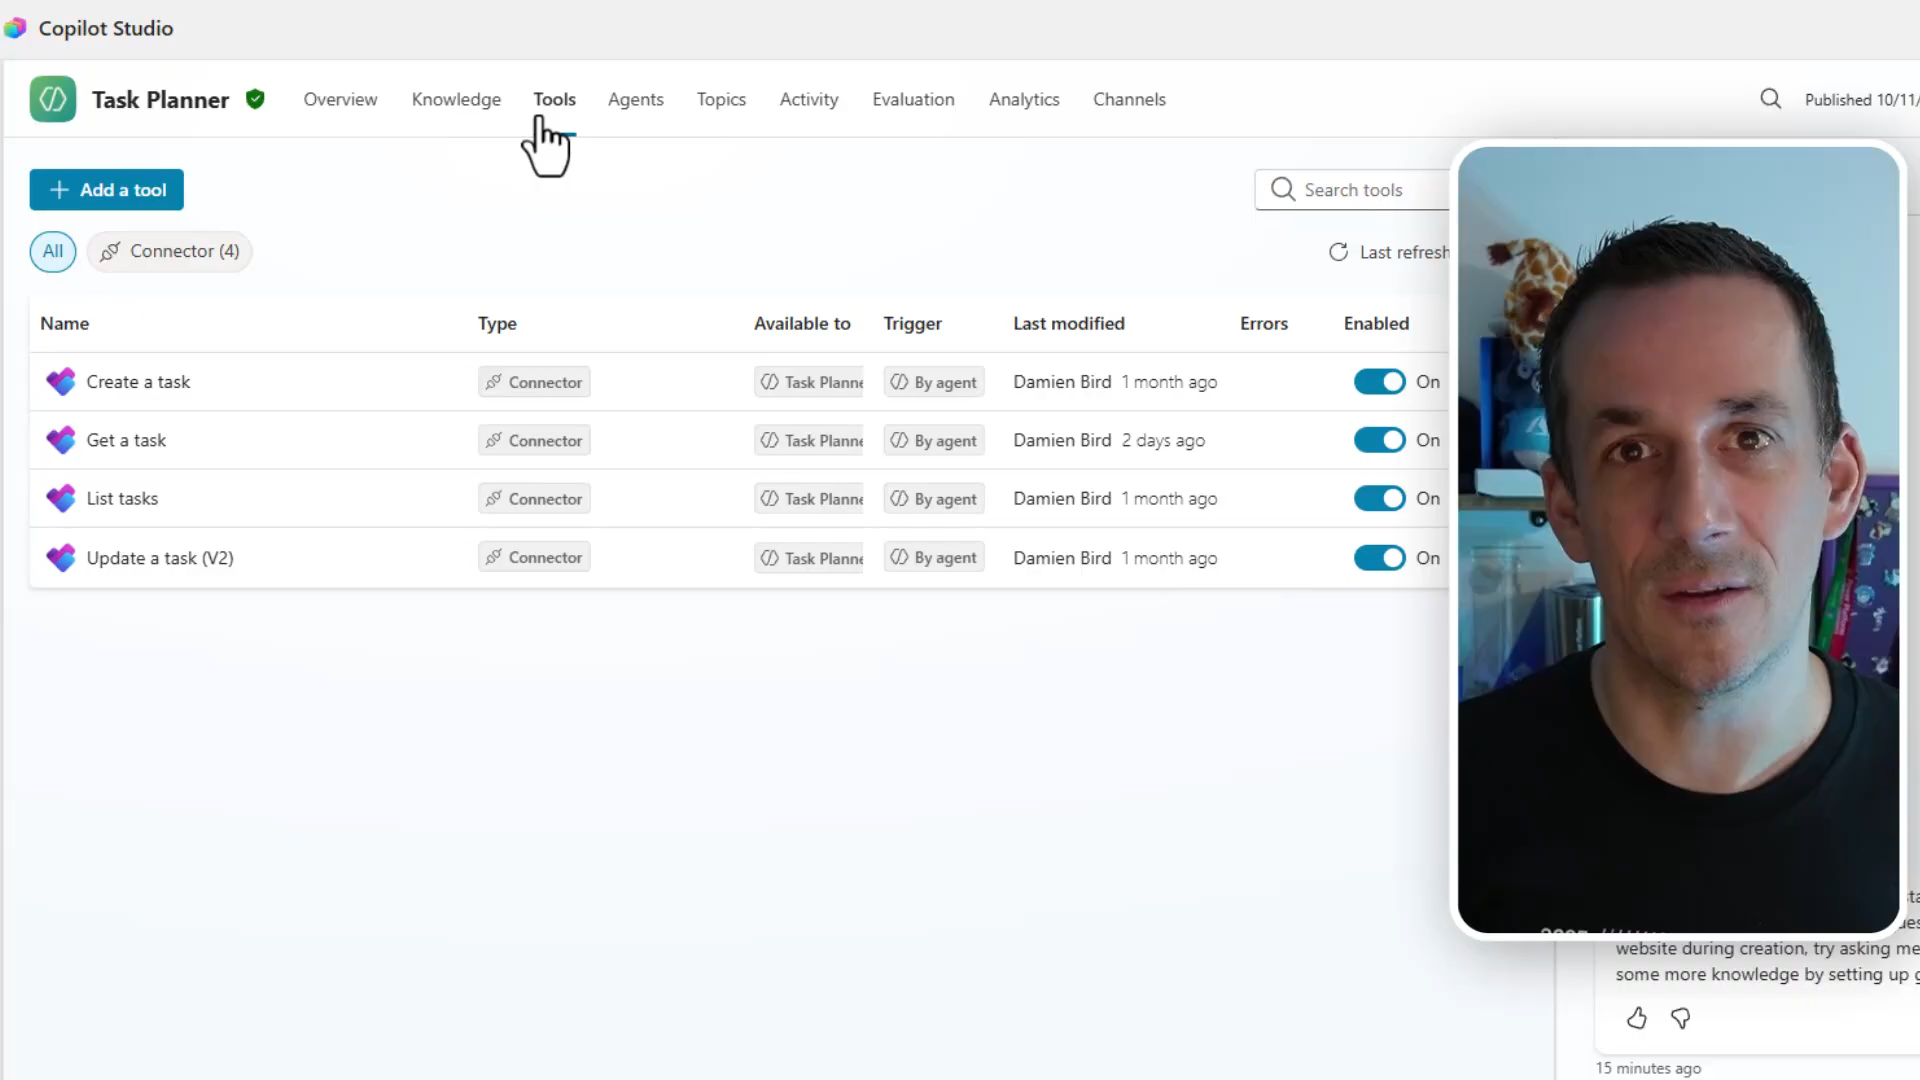 Copilot Studio
Task Planner
Overview
Knowledge
Tools
Agents
Topics
Activity
Evaluation
Analytics
Channels
Published 10/11/
Add a tool
Search tools
All
Connector (4)
Last refresh
Name Type Available to Trigger Last modified Errors Enabled
Create a task Connector Task Planne By agent Damien Bird 1 month ago On
Get a task Connector Task Planne By agent Damien Bird 2 days ago On
List tasks Connector Task Planne By agent Damien Bird 1 month ago On
Update a task (V2) Connector Task Planne By agent Damien Bird 1 month ago On
website during creation, try asking me
some more knowledge by setting up g
15 minutes ago